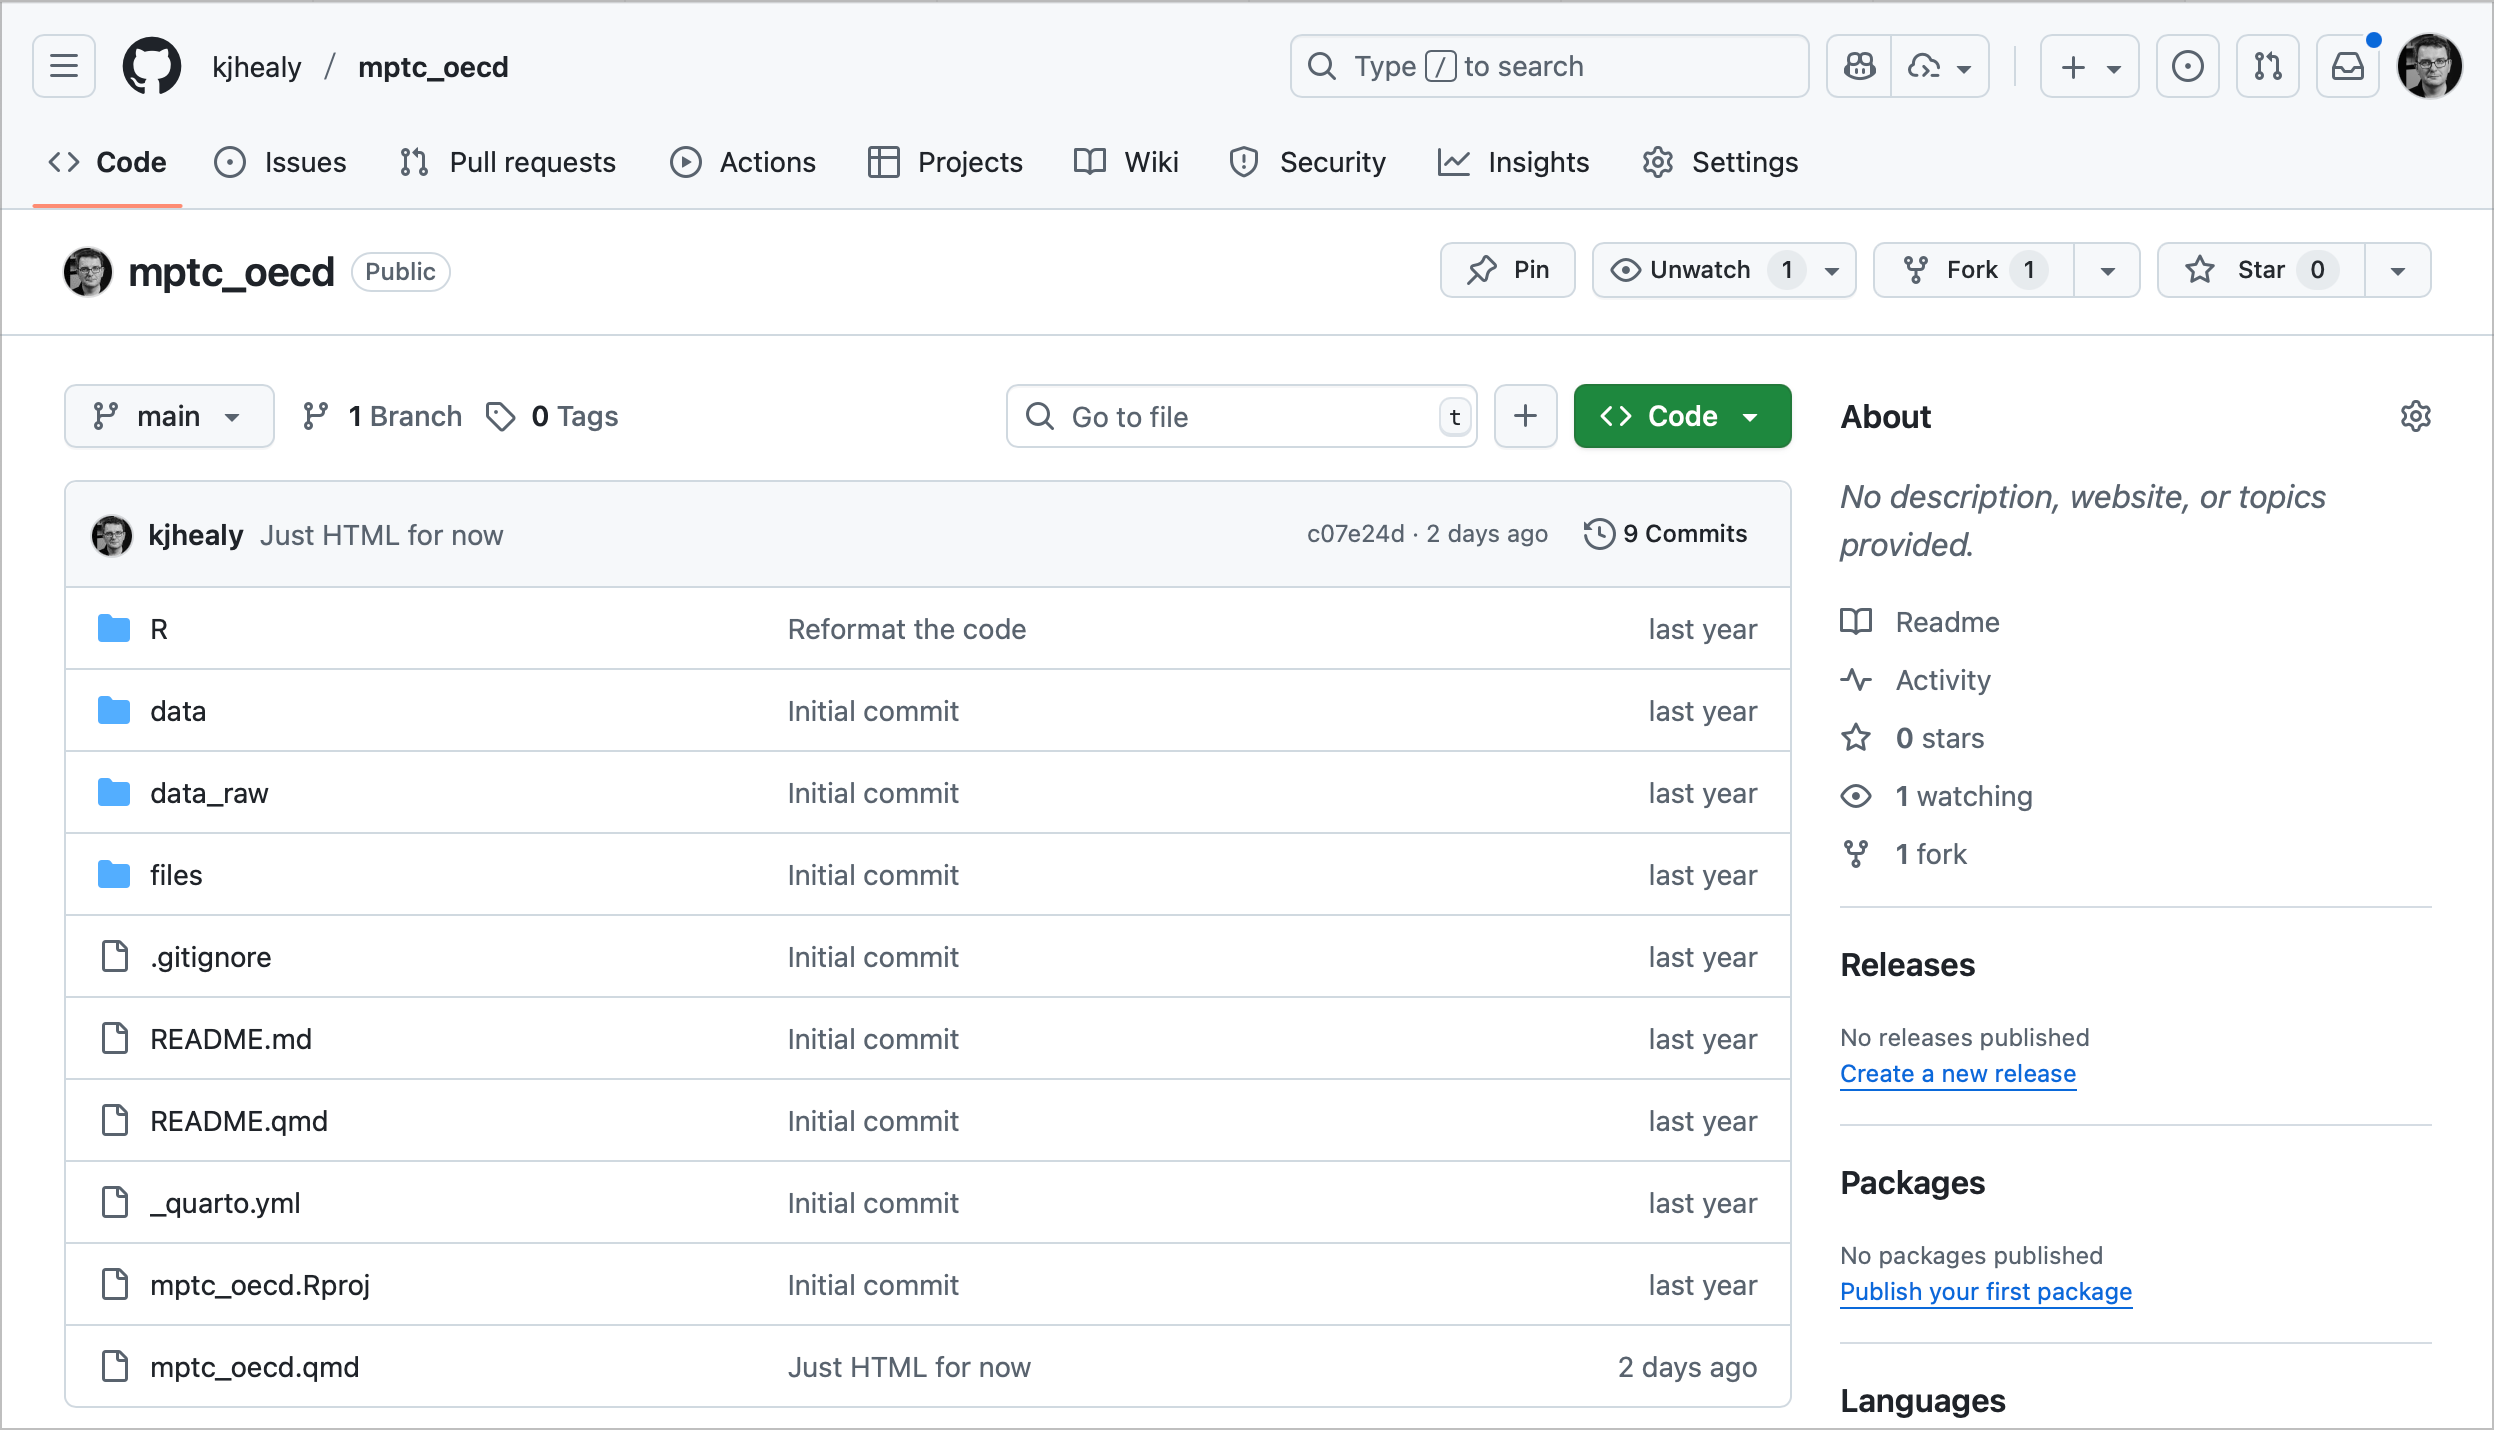 kjhealy / mptc_oecd
Type / to search
Code
Issues
Pull requests
Actions
Projects
Wiki
Security
Insights
Settings
mptc_oecd Public
Pin
Unwatch 1
Fork 1
Star 0
main
1 Branch
0 Tags
Go to file t
Code
kjhealy Just HTML for now c07e24d · 2 days ago 9 Commits
R Reformat the code last year
data Initial commit last year
data_raw Initial commit last year
files Initial commit last year
.gitignore Initial commit last year
README.md Initial commit last year
README.qmd Initial commit last year
_quarto.yml Initial commit last year
mptc_oecd.Rproj Initial commit last year
mptc_oecd.qmd Just HTML for now 2 days ago
About
No description, website, or topics
provided.
Readme
Activity
0 stars
1 watching
1 fork
Releases
No releases published
Create a new release
Packages
No packages published
Publish your first package
Languages